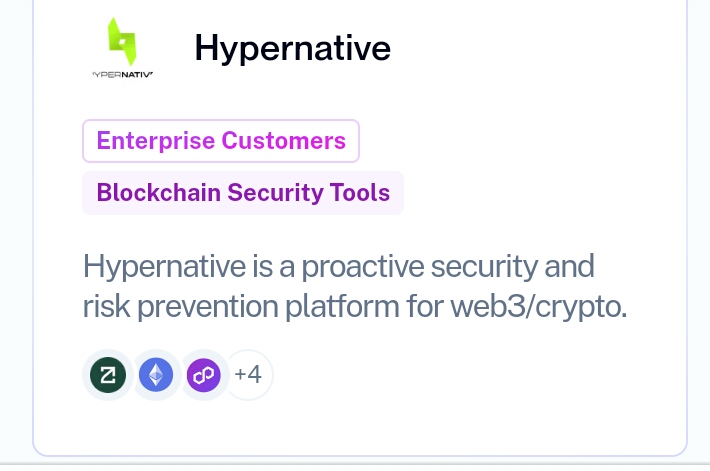 Hypernative
YPERNATIV
Enterprise Customers
Blockchain Security Tools
Hypernative is a proactive security and
risk prevention platform for web3/crypto.
+4